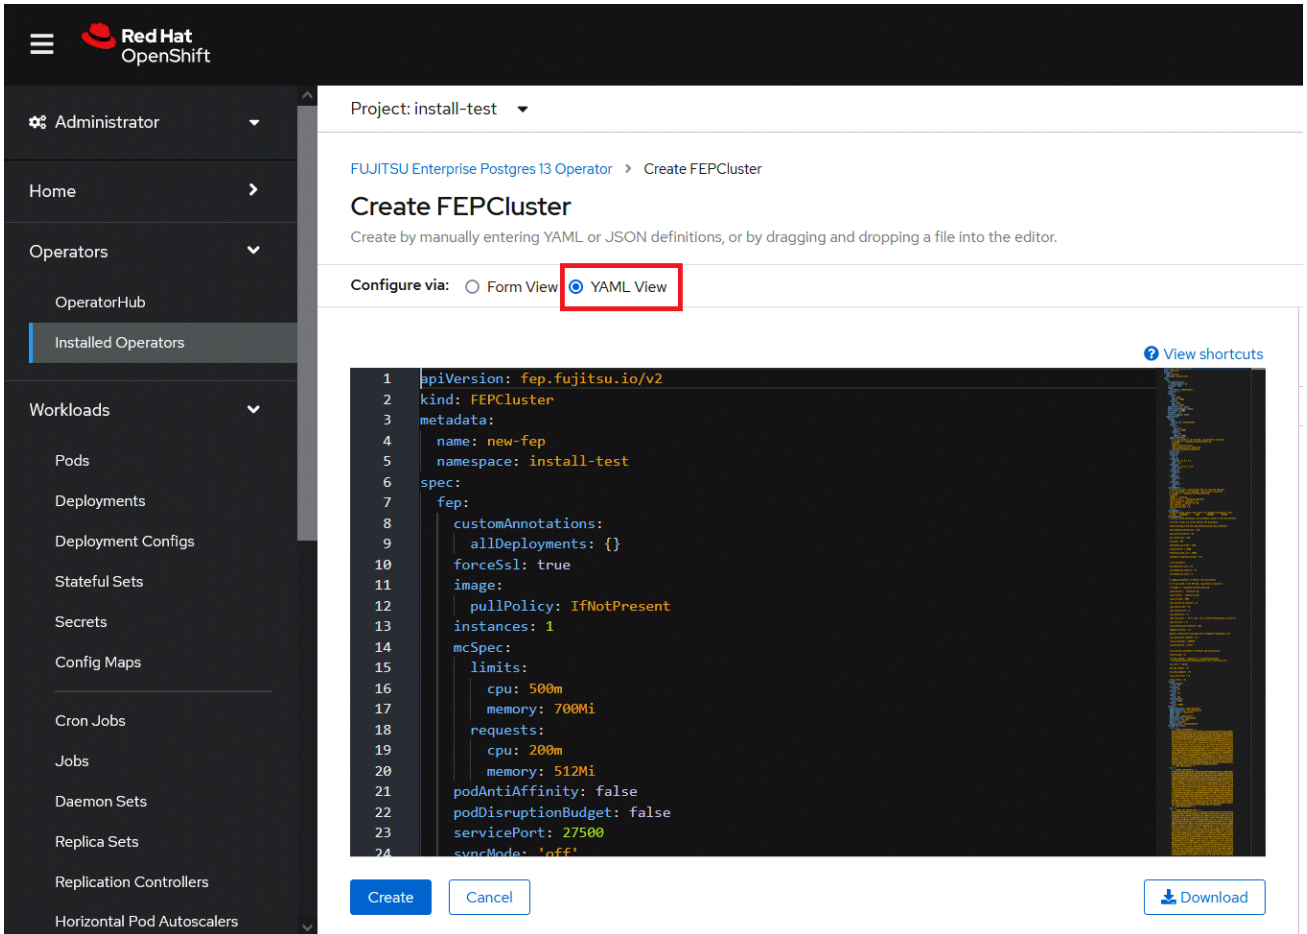 Red Hat
OpenShift
Administrator
Home
Operators
OperatorHub
Installed Operators
Workloads
Pods
Deployments
Deployment Configs
Stateful Sets
Secrets
Config Maps
Cron Jobs
Jobs
Daemon Sets
Replica Sets
Replication Controllers
Horizontal Pod Autoscalers
Project: install-test
FUJITSU Enterprise Postgres 13 Operator > Create FEPCluster
Create FEPCluster
Create by manually entering YAML or JSON definitions, or by dragging and dropping a file into the editor.
Configure via: Form View YAML View
View shortcuts
1 apiVersion: fep.fujitsu.io/v2
2 kind: FEPCluster
3 metadata:
4 name: new-fep
5 namespace: install-test
6 spec:
7 fep:
8 customAnnotations:
9 allDeployments: {}
10 forceSsl: true
11 image:
12 pullPolicy: IfNotPresent
13 instances: 1
14 mcSpec:
15 limits:
16 cpu: 500m
17 memory: 700Mi
18 requests:
19 cpu: 200m
20 memory: 512Mi
21 podAntiAffinity: false
22 podDisruptionBudget: false
23 servicePort: 27500
24 syncMode: 'off'
Create Cancel Download